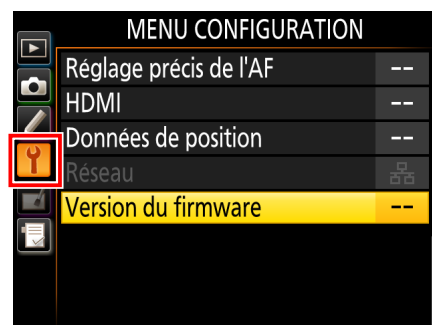 MENU CONFIGURATION
Réglage précis de l'AF --
HDMI --
Données de position --
Réseau
Version du firmware --